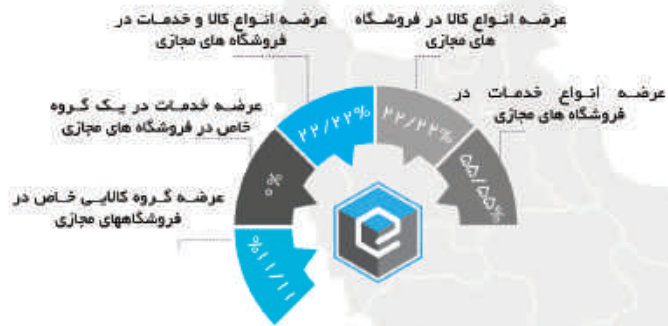 عرضه انواع کالا در فروشگاه
های مجازی
عرضه انواع کالا و خدمات در
فروشگاه های مجازی
عرضه انواع خدمات در
فروشگاه های مجازی
عرضه خدمات در یک گروه
خاص در فروشگاه های مجازی
عرضه گروه کالایی خاص در
فروشگاههای مجازی
۵۵/۵۵%
۲۲/۲۲%
۲۲/۲۲%
۰%
۱۱/۱۱%